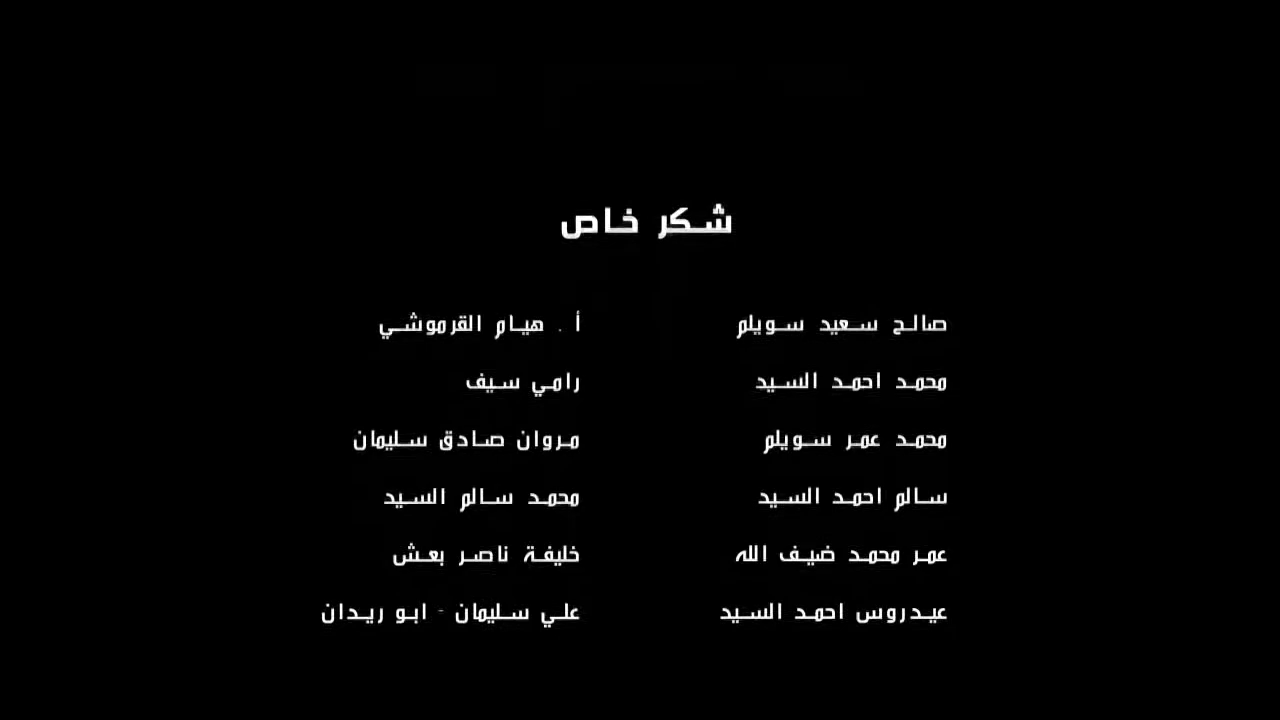 شكر خاص
صالح سعيد سويلم
أ . هيام القرموشي
محمد احمد السيد
رامي سيف
محمد عمر سويلم
مروان صادق سليمان
سالم احمد السيد
محمد سالم السيد
عمر محمد ضيف الله
خليفة ناصر بعش
عيدروس احمد السيد
علي سليمان - ابو ريدان